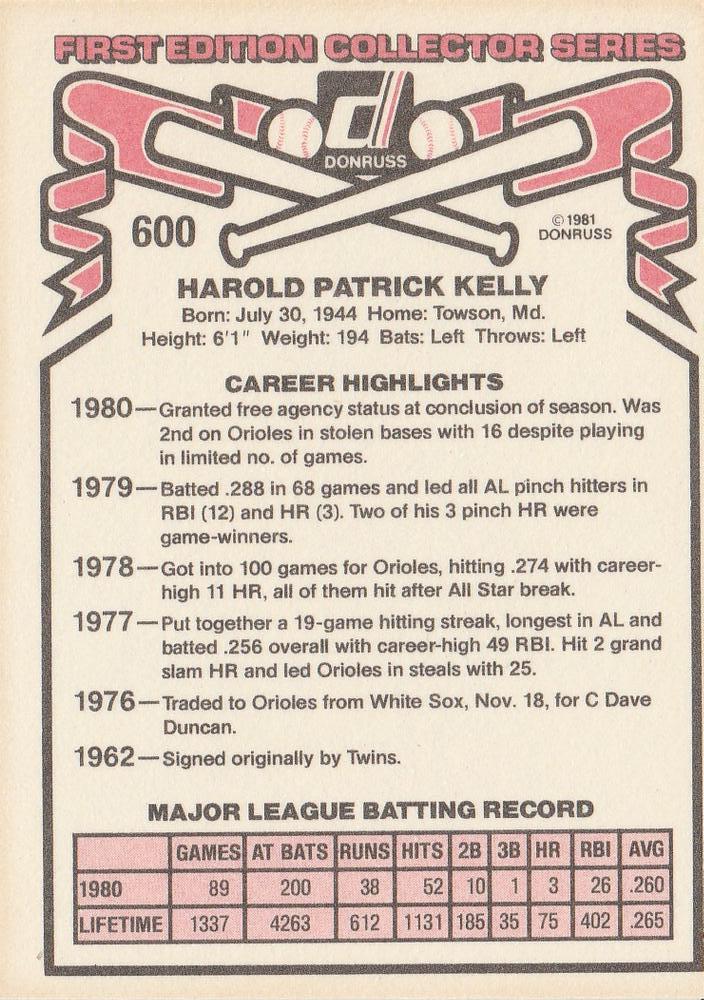 FIRST EDITION COLLECTOR SERIES
d
DONRUSS
600
© 1981
DONRUSS
HAROLD PATRICK KELLY
Born: July 30, 1944 Home: Towson, Md.
Height: 6'1" Weight: 194 Bats: Left Throws: Left
CAREER HIGHLIGHTS
1980—Granted free agency status at conclusion of season. Was
2nd on Orioles in stolen bases with 16 despite playing
in limited no. of games.
1979—Batted .288 in 68 games and led all AL pinch hitters in
RBI (12) and HR (3). Two of his 3 pinch HR were
game-winners.
1978—Got into 100 games for Orioles, hitting .274 with career-
high 11 HR, all of them hit after All Star break.
1977—Put together a 19-game hitting streak, longest in AL and
batted .256 overall with career-high 49 RBI. Hit 2 grand
slam HR and led Orioles in steals with 25.
1976—Traded to Orioles from White Sox, Nov. 18, for C Dave
Duncan.
1962—Signed originally by Twins.
MAJOR LEAGUE BATTING RECORD
GAMES AT BATS RUNS HITS 2B 3B HR RBI AVG
1980 89 200 38 52 10 1 3 26 .260
LIFETIME 1337 4263 612 1131 185 35 75 402 .265